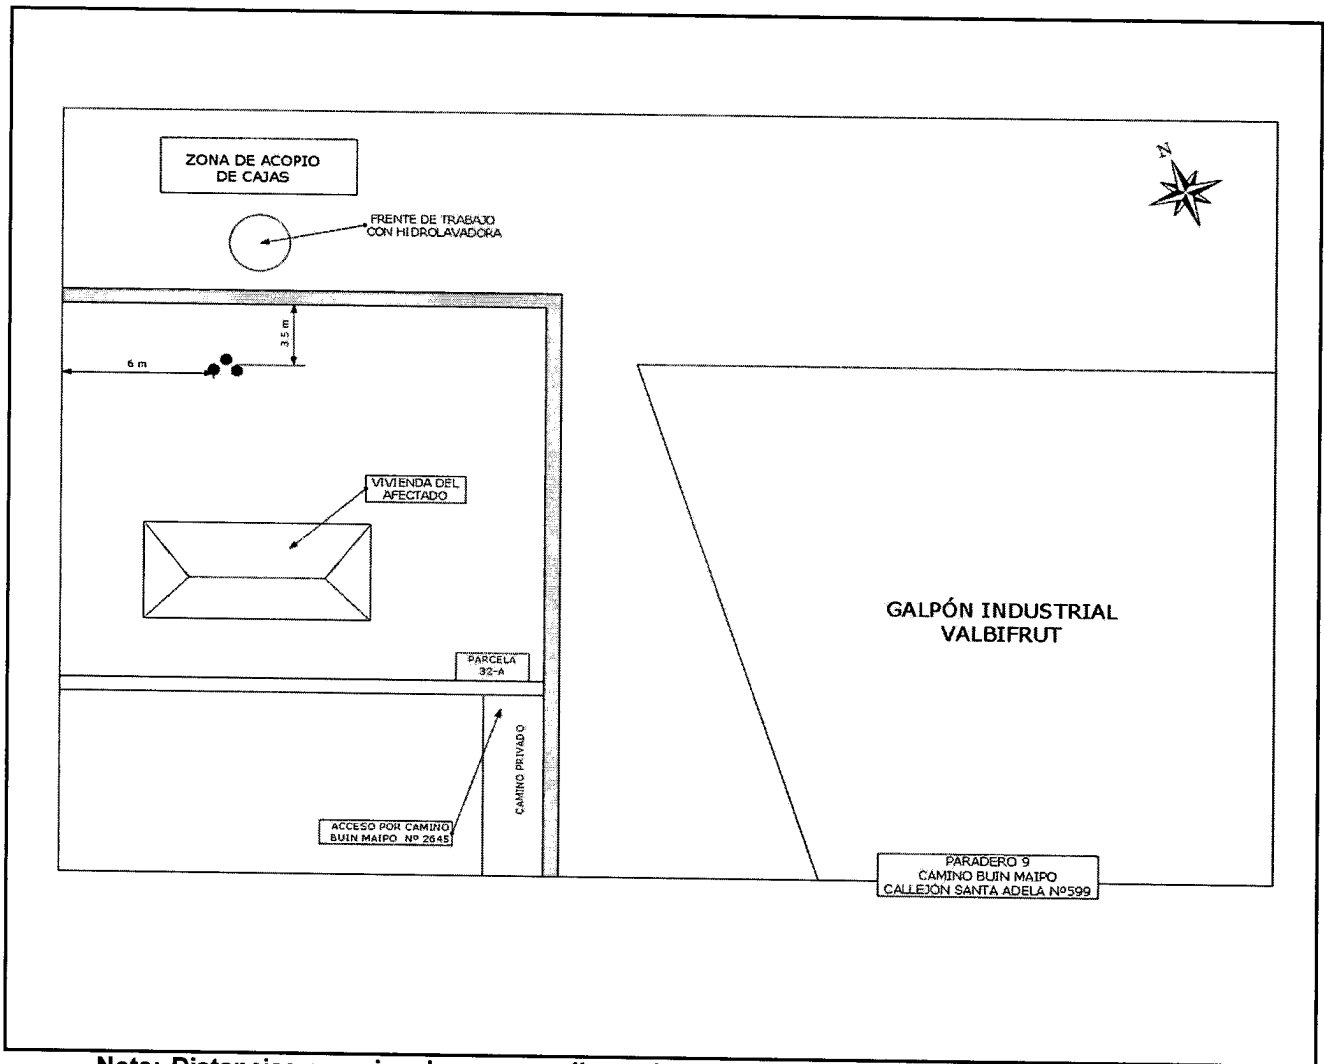 ZONA DE ACOPIO
DE CAJAS
N
FRENTE DE TRABAJO
CON HIDROLAVADORA
3.5 m
6 m
VIVIENDA DEL
AFECTADO
GALPÓN INDUSTRIAL
VALBIFRUT
PARCELA
32-A
CAMINO PRIVADO
ACCESO POR CAMINO
BUIN MAIPO Nº 2645
PARADERO 9
CAMINO BUIN MAIPO
CALLEJÓN SANTA ADELA Nº599
Nota: Distancias